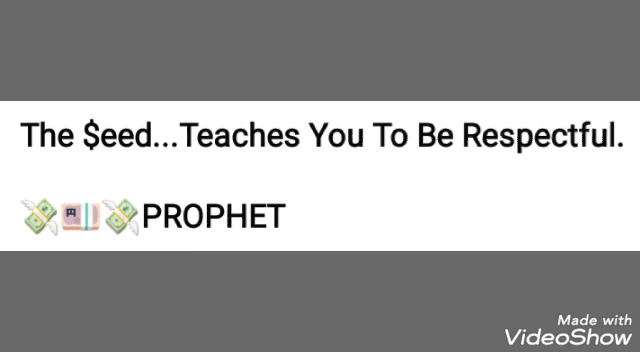 The $eed...Teaches You To Be Respectful.
💸💴💸PROPHET
Made with
VideoShow